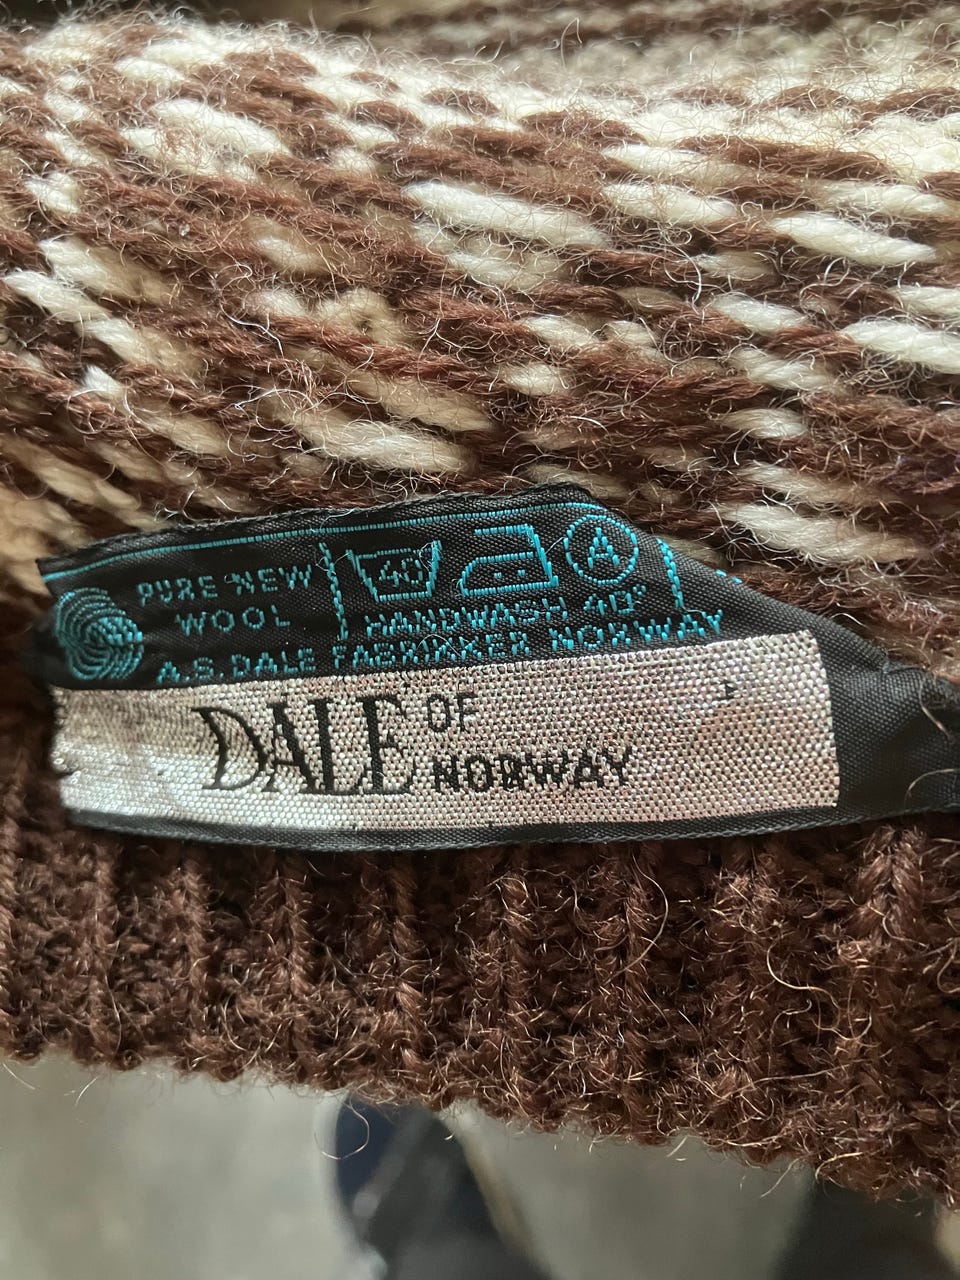 PURE NEW
WOOL
40
A
HANDWASH 40°
A.S. DALE FABRIKKER NORWAY
DALE OF
NORWAY